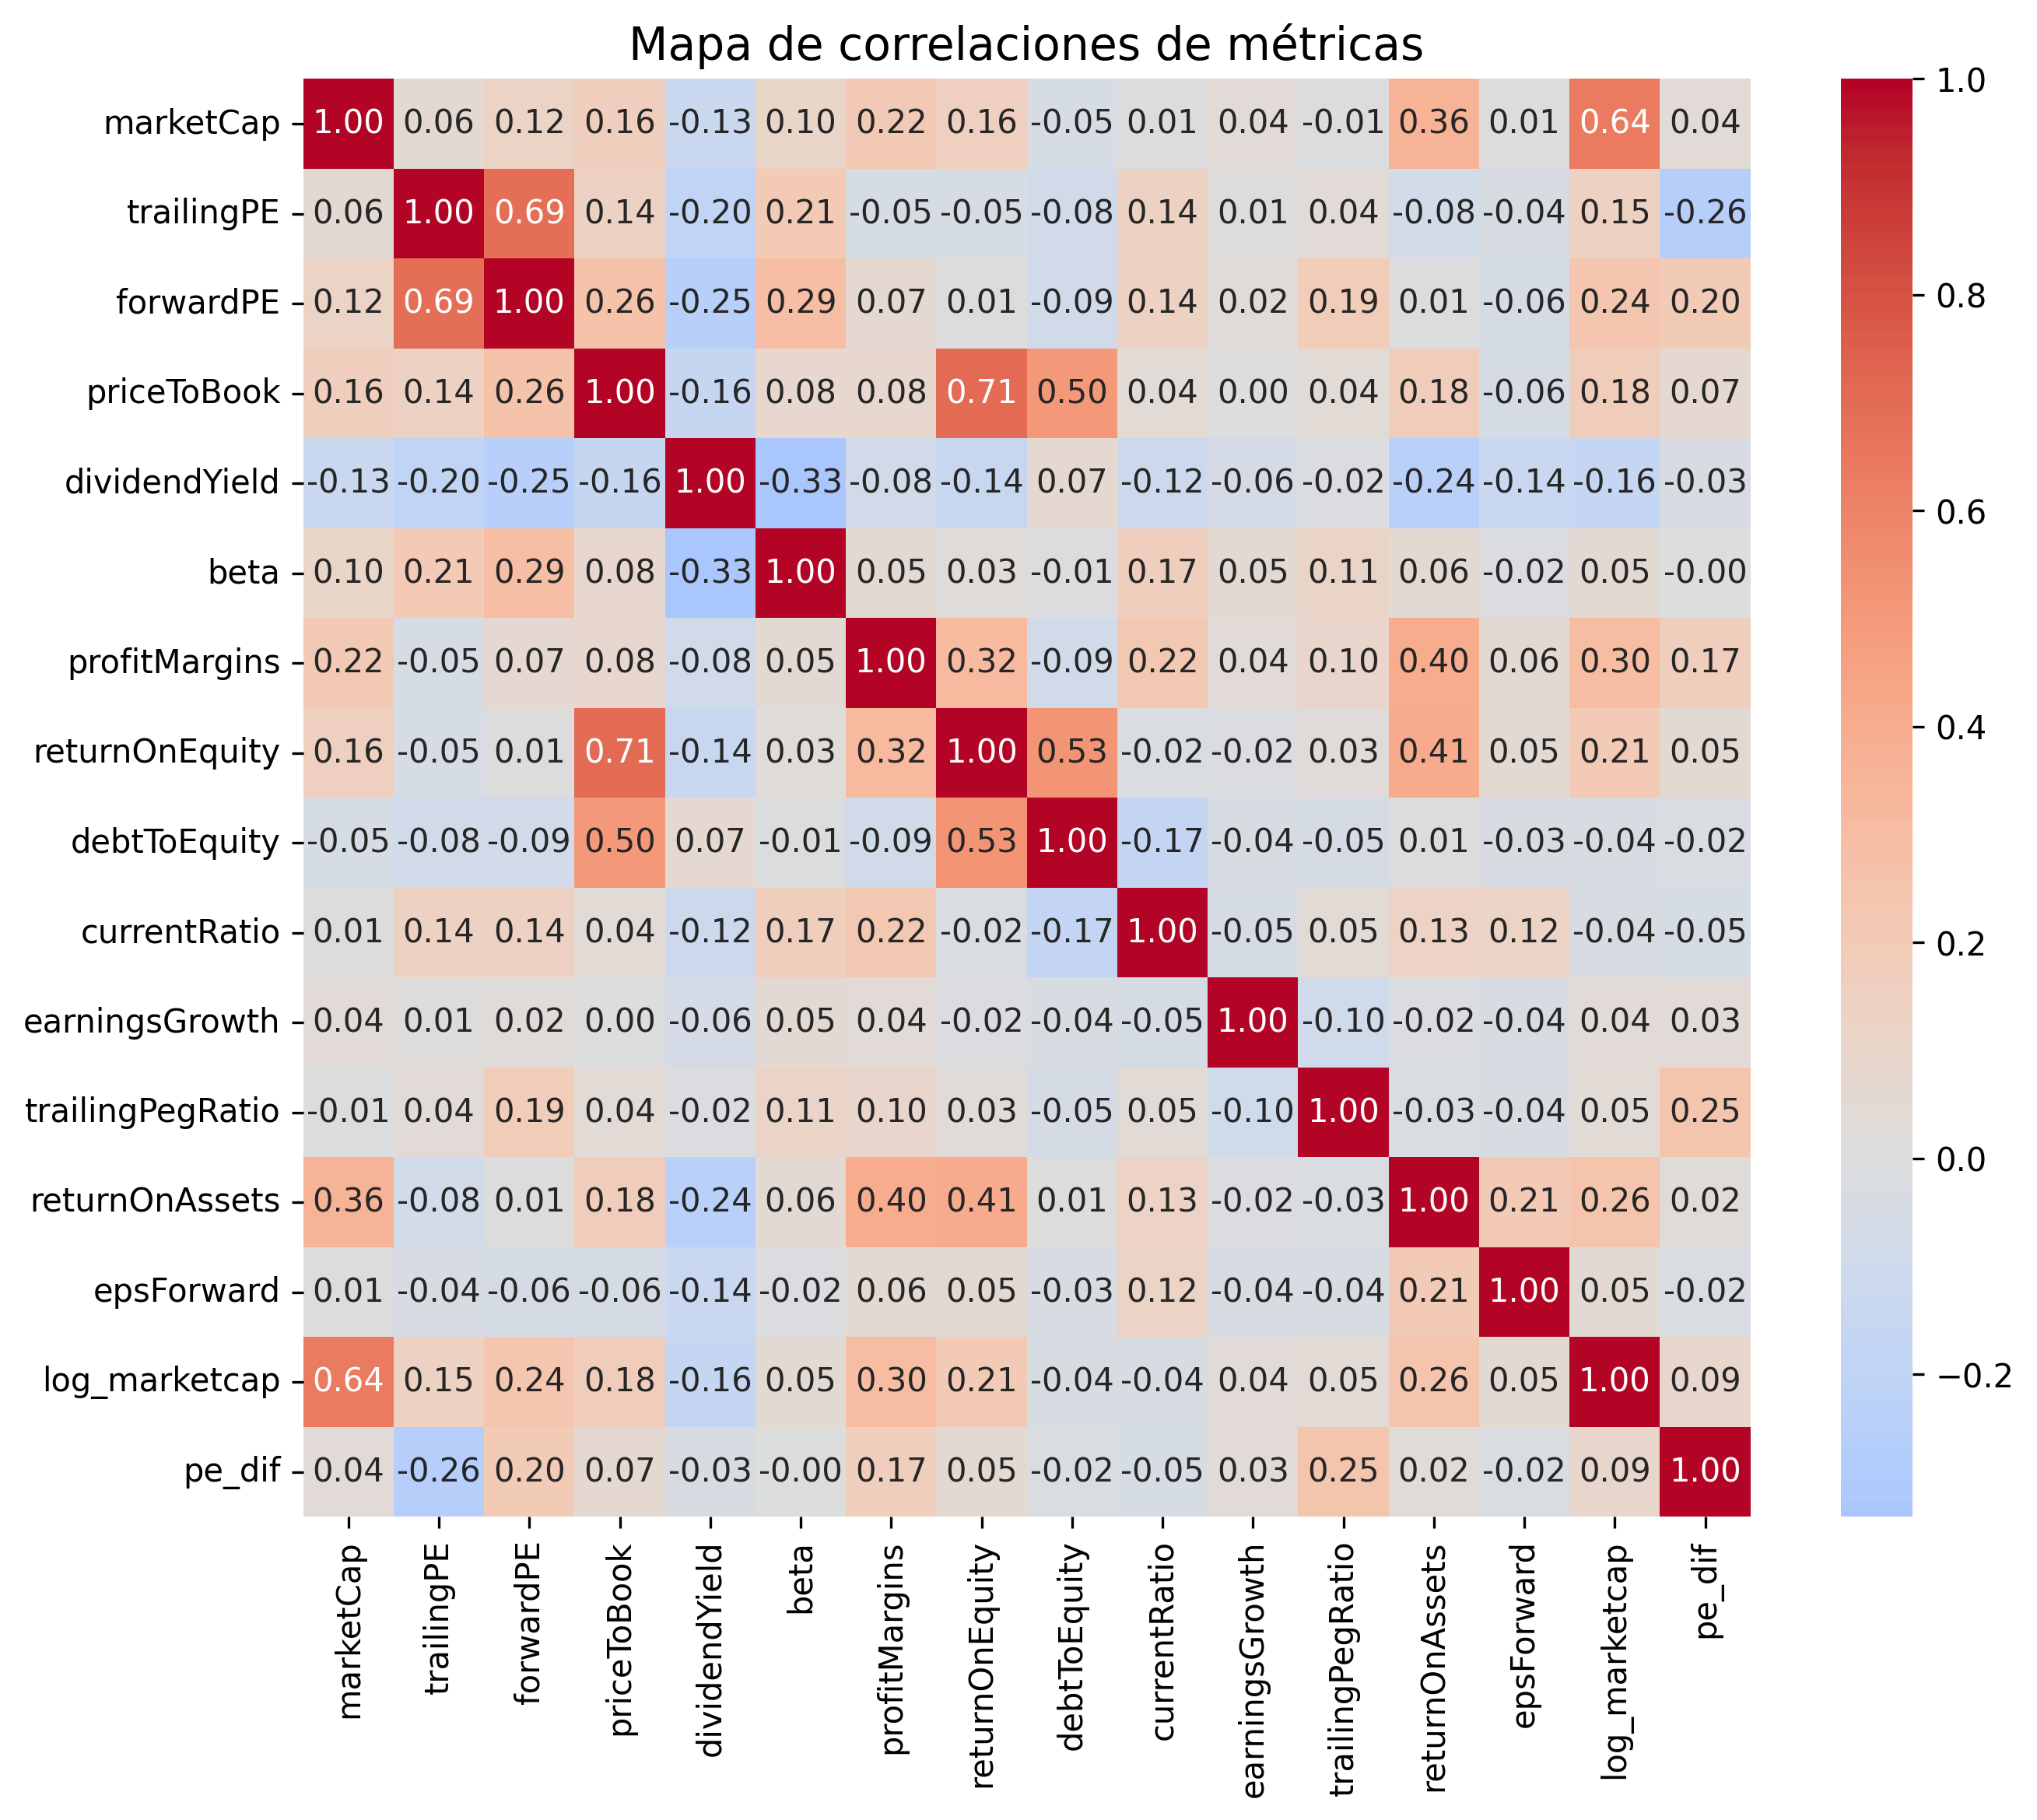 Mapa de correlaciones de métricas
marketCap 1.00 0.06 0.12 0.16 -0.13 0.10 0.22 0.16 -0.05 0.01 0.04 -0.01 0.36 0.01 0.64 0.04
trailingPE 0.06 1.00 0.69 0.14 -0.20 0.21 -0.05 -0.05 -0.08 0.14 0.01 0.04 -0.08 -0.04 0.15 -0.26
forwardPE 0.12 0.69 1.00 0.26 -0.25 0.29 0.07 0.01 -0.09 0.14 0.02 0.19 0.01 -0.06 0.24 0.20
priceToBook 0.16 0.14 0.26 1.00 -0.16 0.08 0.08 0.71 0.50 0.04 0.00 0.04 0.18 -0.06 0.18 0.07
dividendYield -0.13 -0.20 -0.25 -0.16 1.00 -0.33 -0.08 -0.14 0.07 -0.12 -0.06 -0.02 -0.24 -0.14 -0.16 -0.03
beta 0.10 0.21 0.29 0.08 -0.33 1.00 0.05 0.03 -0.01 0.17 0.05 0.11 0.06 -0.02 0.05 -0.00
profitMargins 0.22 -0.05 0.07 0.08 -0.08 0.05 1.00 0.32 -0.09 0.22 0.04 0.10 0.40 0.06 0.30 0.17
returnOnEquity 0.16 -0.05 0.01 0.71 -0.14 0.03 0.32 1.00 0.53 -0.02 -0.02 0.03 0.41 0.05 0.21 0.05
debtToEquity -0.05 -0.08 -0.09 0.50 0.07 -0.01 -0.09 0.53 1.00 -0.17 -0.04 -0.05 0.01 -0.03 -0.04 -0.02
currentRatio 0.01 0.14 0.14 0.04 -0.12 0.17 0.22 -0.02 -0.17 1.00 -0.05 0.05 0.13 0.12 -0.04 -0.05
earningsGrowth 0.04 0.01 0.02 0.00 -0.06 0.05 0.04 -0.02 -0.04 -0.05 1.00 -0.10 -0.02 -0.04 0.04 0.03
trailingPegRatio -0.01 0.04 0.19 0.04 -0.02 0.11 0.10 0.03 -0.05 0.05 -0.10 1.00 -0.03 -0.04 0.05 0.25
returnOnAssets 0.36 -0.08 0.01 0.18 -0.24 0.06 0.40 0.41 0.01 0.13 -0.02 -0.03 1.00 0.21 0.26 0.02
epsForward 0.01 -0.04 -0.06 -0.06 -0.14 -0.02 0.06 0.05 -0.03 0.12 -0.04 -0.04 0.21 1.00 0.05 -0.02
log_marketcap 0.64 0.15 0.24 0.18 -0.16 0.05 0.30 0.21 -0.04 -0.04 0.04 0.05 0.26 0.05 1.00 0.09
pe_dif 0.04 -0.26 0.20 0.07 -0.03 -0.00 0.17 0.05 -0.02 -0.05 0.03 0.25 0.02 -0.02 0.09 1.00
marketCap trailingPE forwardPE priceToBook dividendYield beta profitMargins returnOnEquity debtToEquity currentRatio earningsGrowth trailingPegRatio returnOnAssets epsForward log_marketcap pe_dif
1.0
0.8
0.6
0.4
0.2
0.0
−0.2